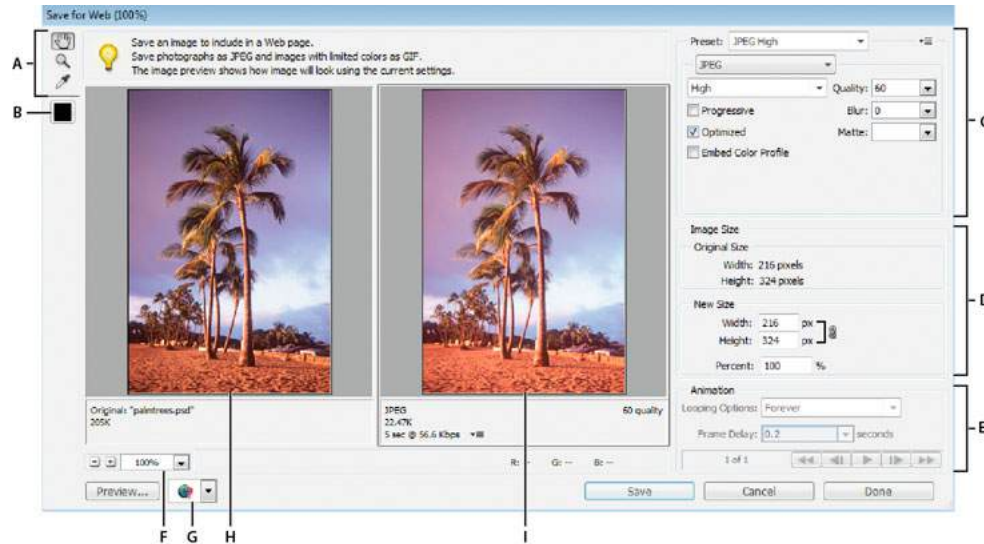 Save for Web (100%)
A
B
Save an image to include in a Web page.
Save photographs as JPEG and images with limited colors as GIF.
The image preview shows how image will look using the current settings.
Original: "palmtrees.psd"
205K
JPEG
60 quality
22.47K
5 sec @ 56.6 Kbps
100%
R: --
G: --
B: --
Preview...
Save
Cancel
Done
Preset: JPEG High
JPEG
High
Quality: 60
Progressive
Blur: 0
Optimized
Matte:
Embed Color Profile
C
Image Size
Original Size
Width: 216 pixels
Height: 324 pixels
New Size
Width: 216 px
Height: 324 px
Percent: 100 %
D
Animation
Looping Options: Forever
Frame Delay: 0.2 seconds
1 of 1
E
F
G
H
I